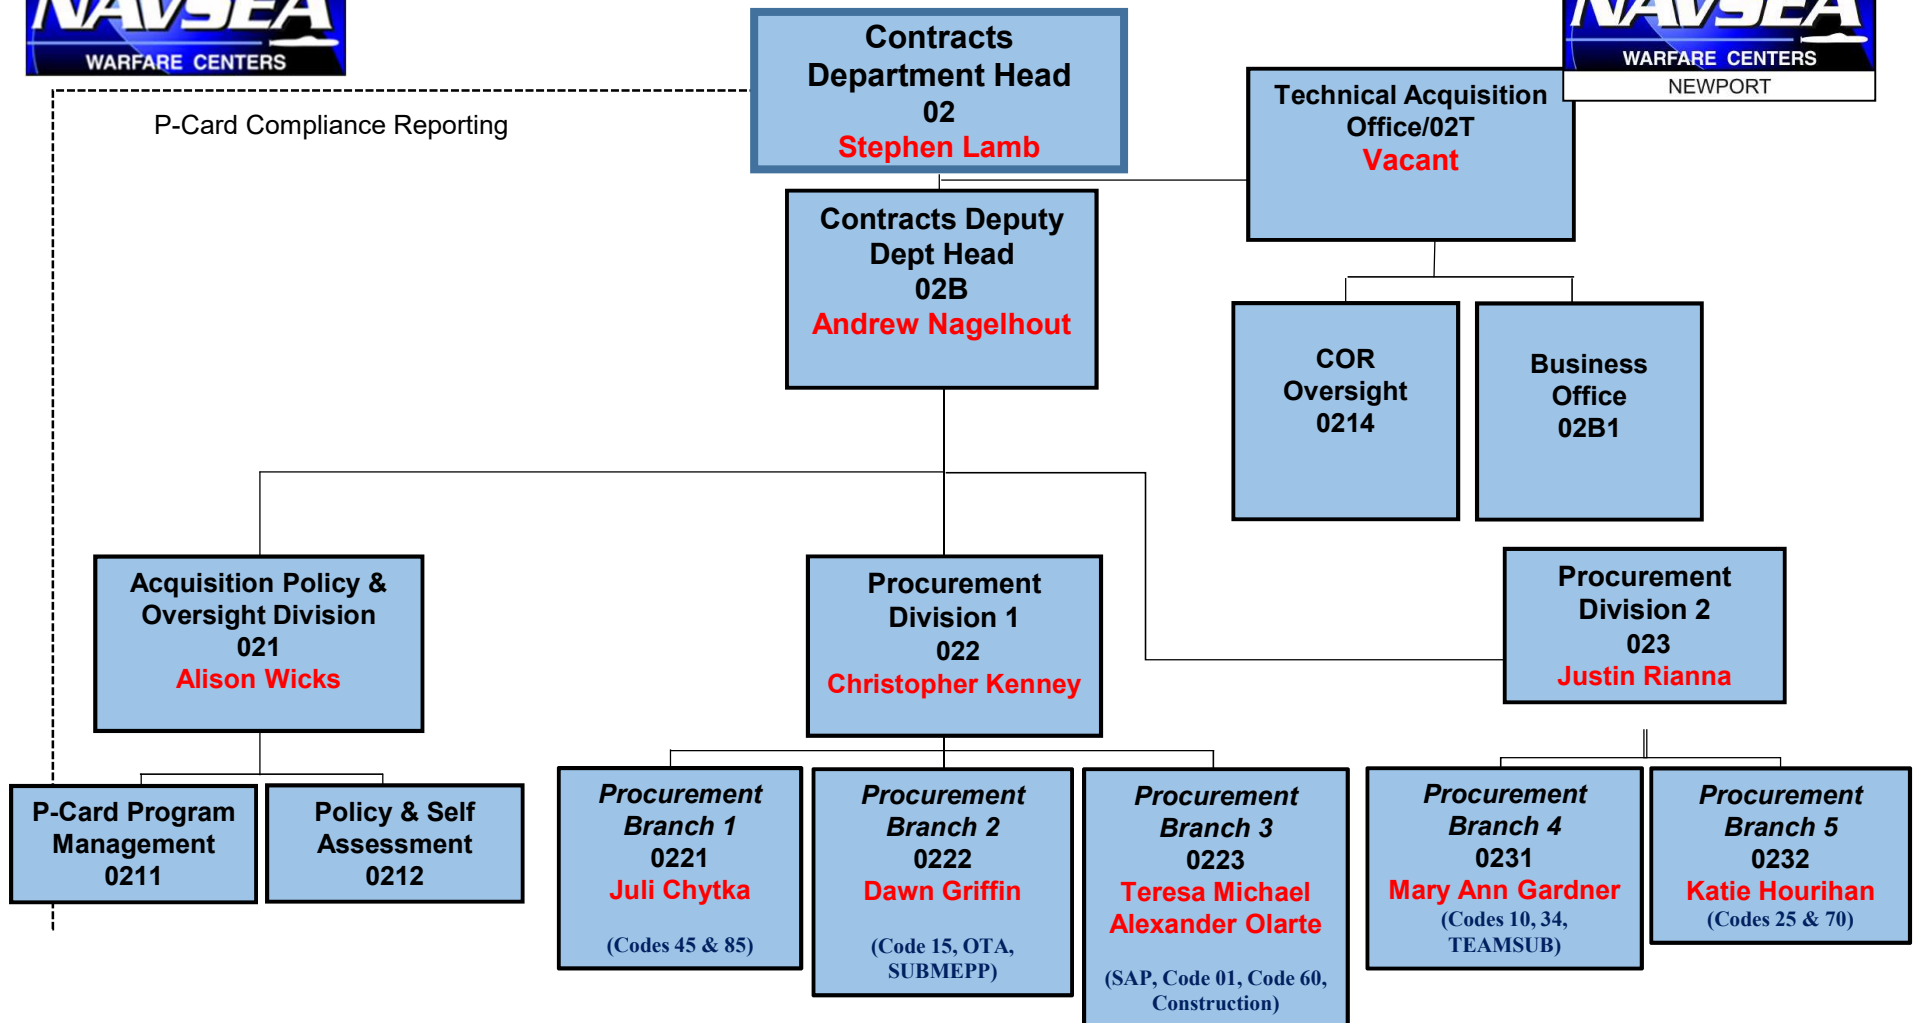 NAVSEA
WARFARE CENTERS
NAVSEA
WARFARE CENTERS
NEWPORT
P-Card Compliance Reporting
Contracts
Department Head
02
Stephen Lamb
Technical Acquisition
Office/02T
Vacant
Contracts Deputy
Dept Head
02B
Andrew Nagelhout
COR
Oversight
0214
Business
Office
02B1
Acquisition Policy &
Oversight Division
021
Alison Wicks
Procurement
Division 1
022
Christopher Kenney
Procurement
Division 2
023
Justin Rianna
P-Card Program
Management
0211
Policy & Self
Assessment
0212
Procurement
Branch 1
0221
Juli Chytka
(Codes 45 & 85)
Procurement
Branch 2
0222
Dawn Griffin
(Code 15, OTA,
SUBMEPP)
Procurement
Branch 3
0223
Teresa Michael
Alexander Olarte
(SAP, Code 01, Code 60,
Construction)
Procurement
Branch 4
0231
Mary Ann Gardner
(Codes 10, 34,
TEAMSUB)
Procurement
Branch 5
0232
Katie Hourihan
(Codes 25 & 70)